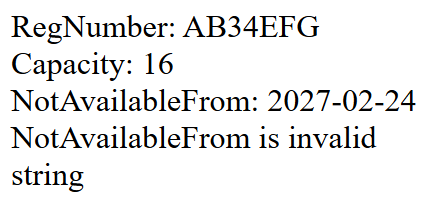 RegNumber: AB34EFG
Capacity: 16
NotAvailableFrom: 2027-02-24
NotAvailableFrom is invalid
string